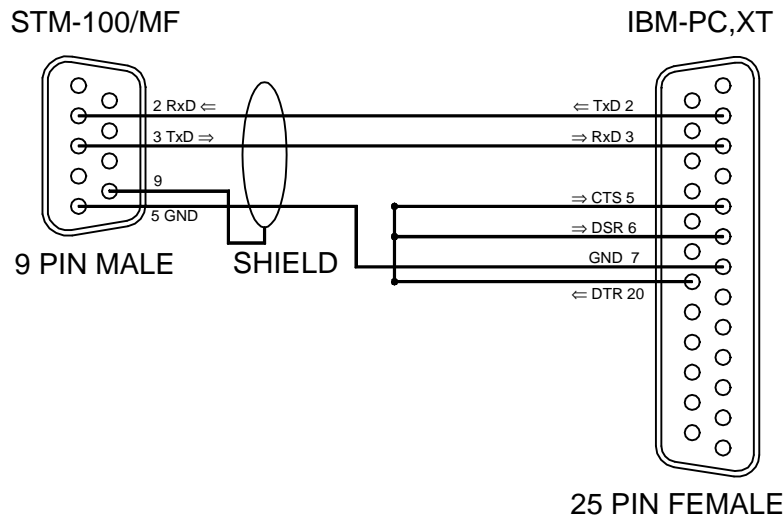 STM-100/MF
IBM-PC,XT
2 RxD ⇐
⇐ TxD 2
3 TxD ⇒
⇒ RxD 3
9
5 GND
⇒ CTS 5
⇒ DSR 6
GND 7
⇐ DTR 20
9 PIN MALE
SHIELD
25 PIN FEMALE